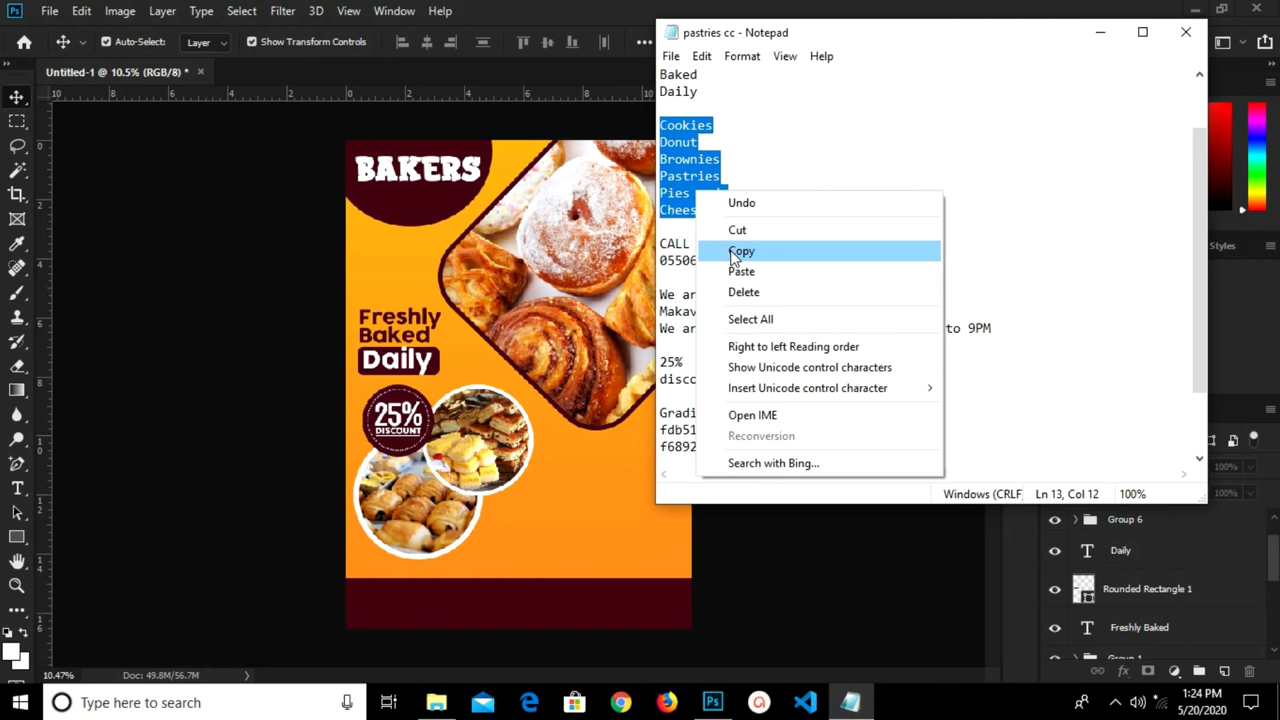 File Edit Image Layer Type Select Filter 3D View Window Help
Auto-Select: Layer Show Transform Controls
Untitled-1 @ 10.5% (RGB/8) *
pastries cc - Notepad
File Edit Format View Help
Baked
Daily
Cookies
Donut
Brownies
Pastries
Pies
CALL
05506
We ar
We ar to 9PM
25%
Gradi
fdb51
f6892
Undo
Cut
Copy
Paste
Delete
Select All
Right to left Reading order
Show Unicode control characters
Insert Unicode control character
Open IME
Reconversion
Search with Bing...
Windows (CRLF Ln 13, Col 12 100%
BAKERS
Freshly
Baked
Daily
25%
DISCOUNT
Styles
100%
100%
Group 6
Daily
Rounded Rectangle 1
Freshly Baked
Group 1
10.47% Doc: 49.8M/56.7M
Type here to search
1:24 PM
5/20/2020